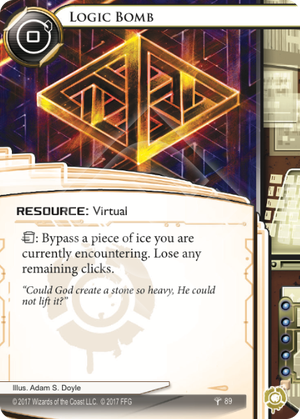 LOGIC BOMB
0
RESOURCE: Virtual
: Bypass a piece of ice you are
currently encountering. Lose any
remaining clicks.
“Could God create a stone so heavy, He could
not lift it?”
Illus. Adam S. Doyle
© 2017 Wizards of the Coast LLC. © 2017 FFG
89